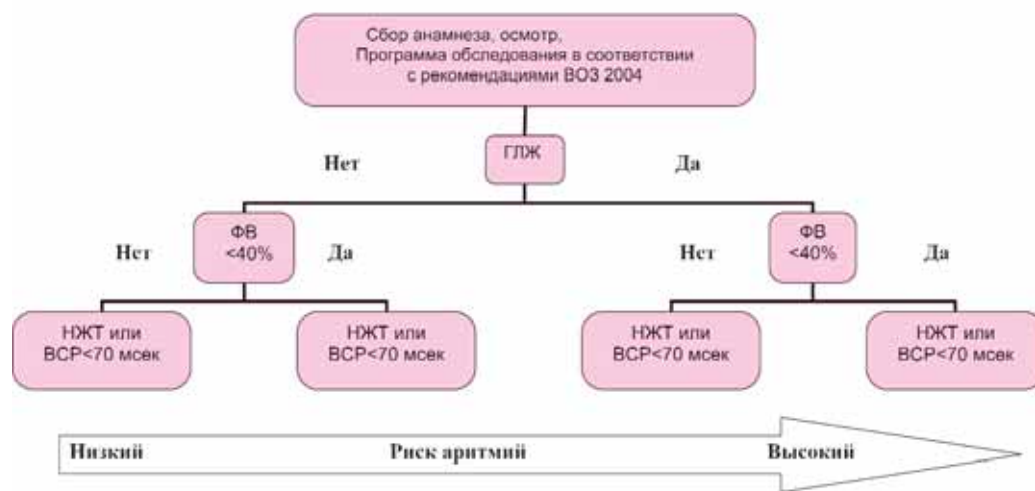 Сбор анамнеза, осмотр,
Программа обследования в соответствии
с рекомендациями ВОЗ 2004
ГЛЖ
Нет
Да
ФВ
<40%
Нет
Да
ФВ
<40%
Нет
Да
НЖТ или
ВСР<70 мсек
НЖТ или
ВСР<70 мсек
НЖТ или
ВСР<70 мсек
НЖТ или
ВСР<70 мсек
Низкий
Риск аритмий
Высокий